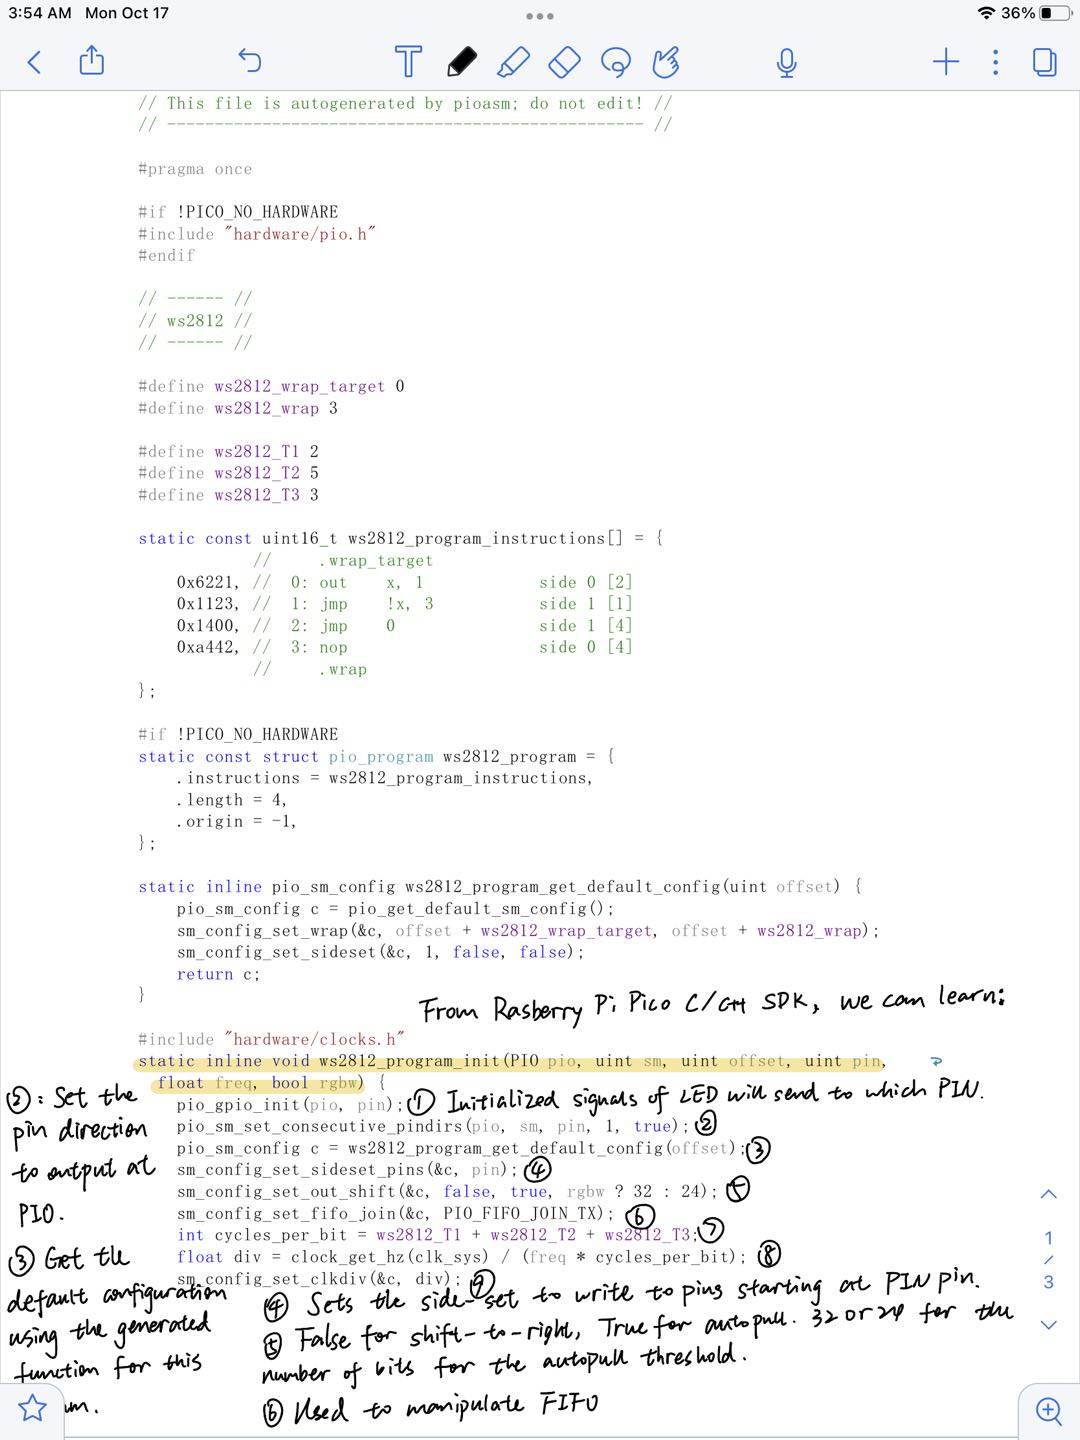 3:54 AM Mon Oct 17
36%
// This file is autogenerated by pioasm; do not edit! //
// -------------------------------------------------- //
#pragma once
#if !PICO_NO_HARDWARE
#include "hardware/pio.h"
#endif
// ------ //
// ws2812 //
// ------ //
#define ws2812_wrap_target 0
#define ws2812_wrap 3
#define ws2812_T1 2
#define ws2812_T2 5
#define ws2812_T3 3
static const uint16_t ws2812_program_instructions[] = {
// .wrap_target
0x6221, // 0: out x, 1 side 0 [2]
0x1123, // 1: jmp !x, 3 side 1 [1]
0x1400, // 2: jmp 0 side 1 [4]
0xa442, // 3: nop side 0 [4]
// .wrap
};
#if !PICO_NO_HARDWARE
static const struct pio_program ws2812_program = {
.instructions = ws2812_program_instructions,
.length = 4,
.origin = -1,
};
static inline pio_sm_config ws2812_program_get_default_config(uint offset) {
pio_sm_config c = pio_get_default_sm_config();
sm_config_set_wrap(&c, offset + ws2812_wrap_target, offset + ws2812_wrap);
sm_config_set_sideset(&c, 1, false, false);
return c;
}
From Rasberry Pi Pico C/C++ SDK, we can learn:
#include "hardware/clocks.h"
static inline void ws2812_program_init(PIO pio, uint sm, uint offset, uint pin,
float freq, bool rgbw) {
pio_gpio_init(pio, pin); ① Initialized signals of LED will send to which PIN.
pio_sm_set_consecutive_pindirs(pio, sm, pin, 1, true); ②
pio_sm_config c = ws2812_program_get_default_config(offset); ③
sm_config_set_sideset_pins(&c, pin); ④
sm_config_set_out_shift(&c, false, true, rgbw ? 32 : 24); ⑤
sm_config_set_fifo_join(&c, PIO_FIFO_JOIN_TX); ⑥
int cycles_per_bit = ws2812_T1 + ws2812_T2 + ws2812_T3; ⑦
float div = clock_get_hz(clk_sys) / (freq * cycles_per_bit); ⑧
sm_config_set_clkdiv(&c, div); ⑨
②: Set the
pin direction
to output at
PIO.
③ Get the
default configuration
using the generated
function for this
④ Sets the side-set to write to pins starting at PIN pin.
⑤ False for shift-to-right, True for autopull. 32 or 24 for the
number of bits for the autopull threshold.
⑥ Used to manipulate FIFO
1
/
3